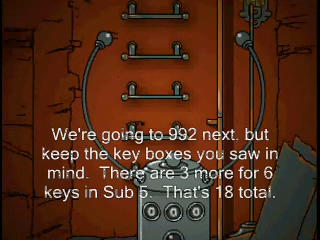 We're going to 992 next, but
keep the key boxes you saw in
mind.  There are 3 more for 6
keys in Sub 5.  That's 18 total.
000